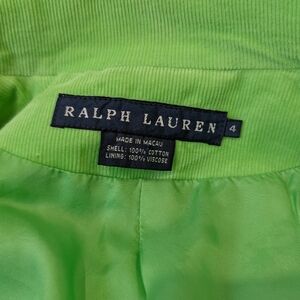 RALPH LAUREN 4
MADE IN MACAU
SHELL: 100% COTTON
LINING: 100% VISCOSE